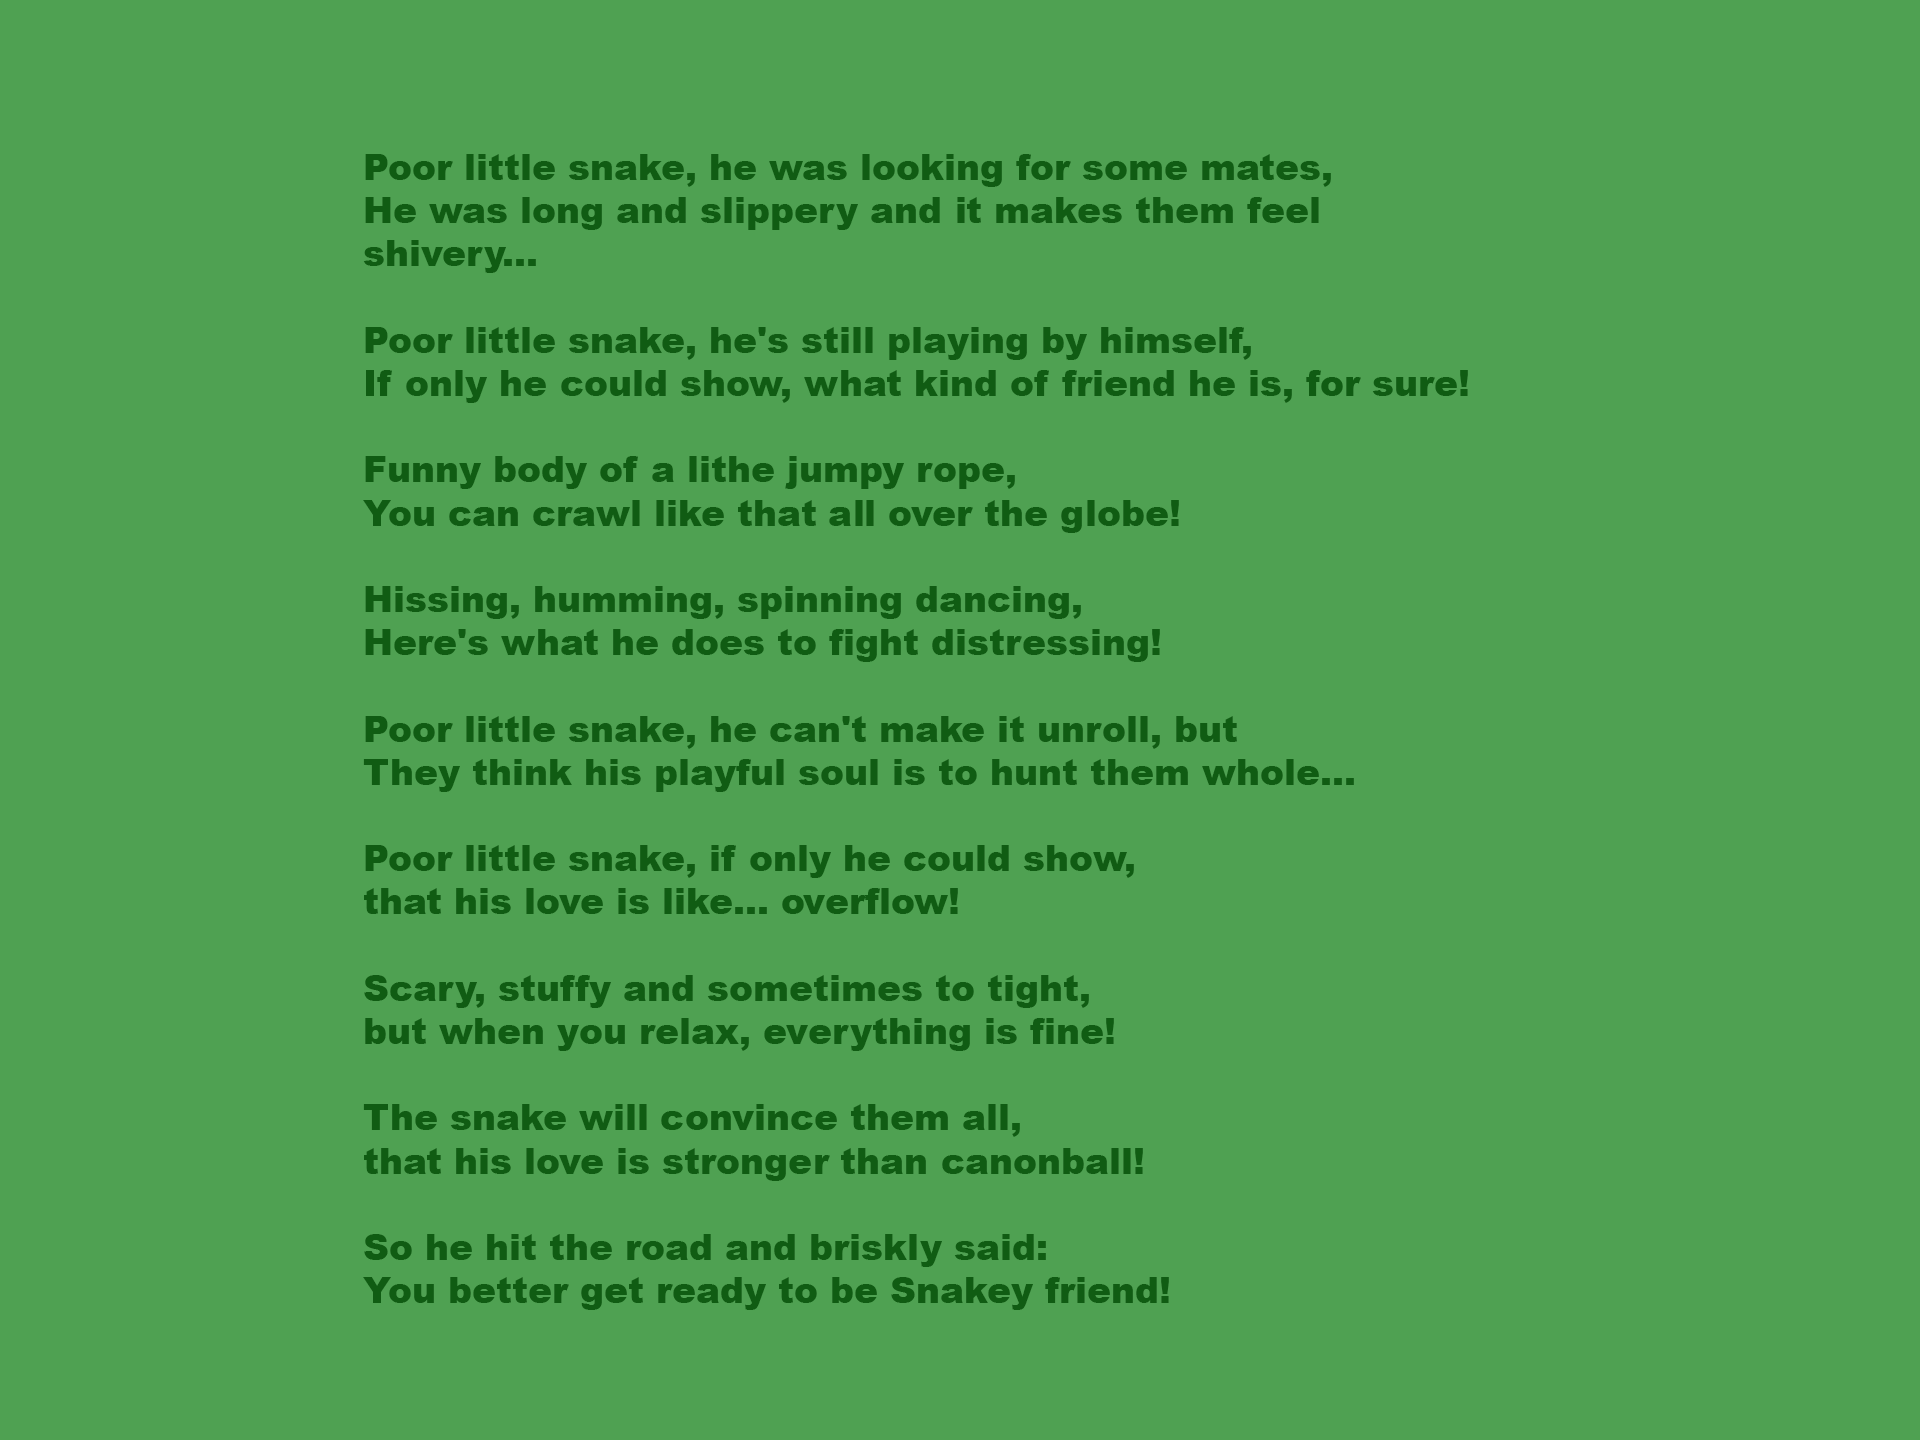 Poor little snake, he was looking for some mates,
He was long and slippery and it makes them feel
shivery...
Poor little snake, he's still playing by himself,
If only he could show, what kind of friend he is, for sure!
Funny body of a lithe jumpy rope,
You can crawl like that all over the globe!
Hissing, humming, spinning dancing,
Here's what he does to fight distressing!
Poor little snake, he can't make it unroll, but
They think his playful soul is to hunt them whole...
Poor little snake, if only he could show,
that his love is like... overflow!
Scary, stuffy and sometimes to tight,
but when you relax, everything is fine!
The snake will convince them all,
that his love is stronger than canonball!
So he hit the road and briskly said:
You better get ready to be Snakey friend!